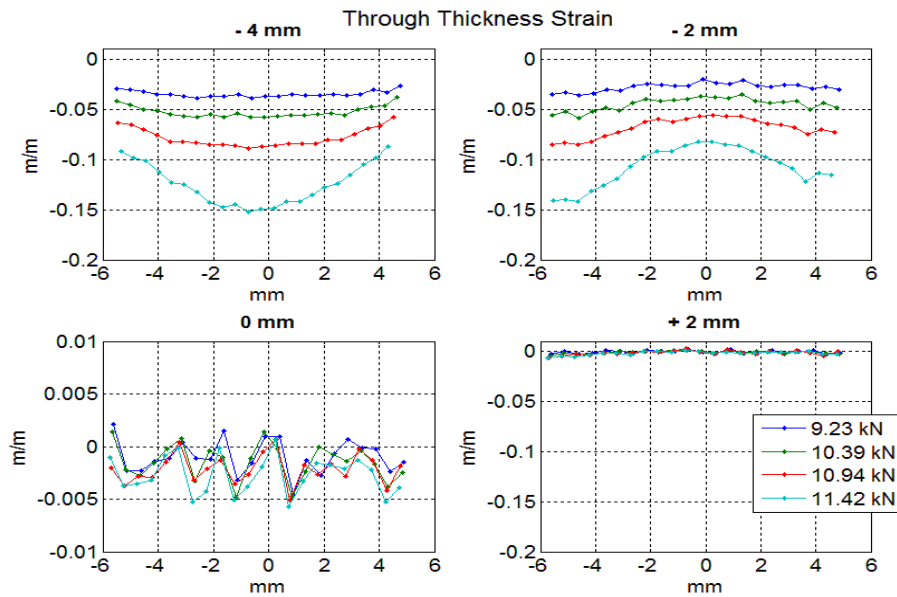 Through Thickness Strain
- 4 mm
- 2 mm
0
-0.05
-0.1
-0.15
-0.2
m/m
-6 -4 -2 0 2 4 6
mm
0
-0.05
-0.1
-0.15
-0.2
m/m
-6 -4 -2 0 2 4 6
mm
0 mm
+ 2 mm
0.01
0.005
0
-0.005
-0.01
m/m
-6 -4 -2 0 2 4 6
mm
0
-0.05
-0.1
-0.15
-0.2
m/m
-6 -4 -2 0 2 4 6
mm
9.23 kN
10.39 kN
10.94 kN
11.42 kN